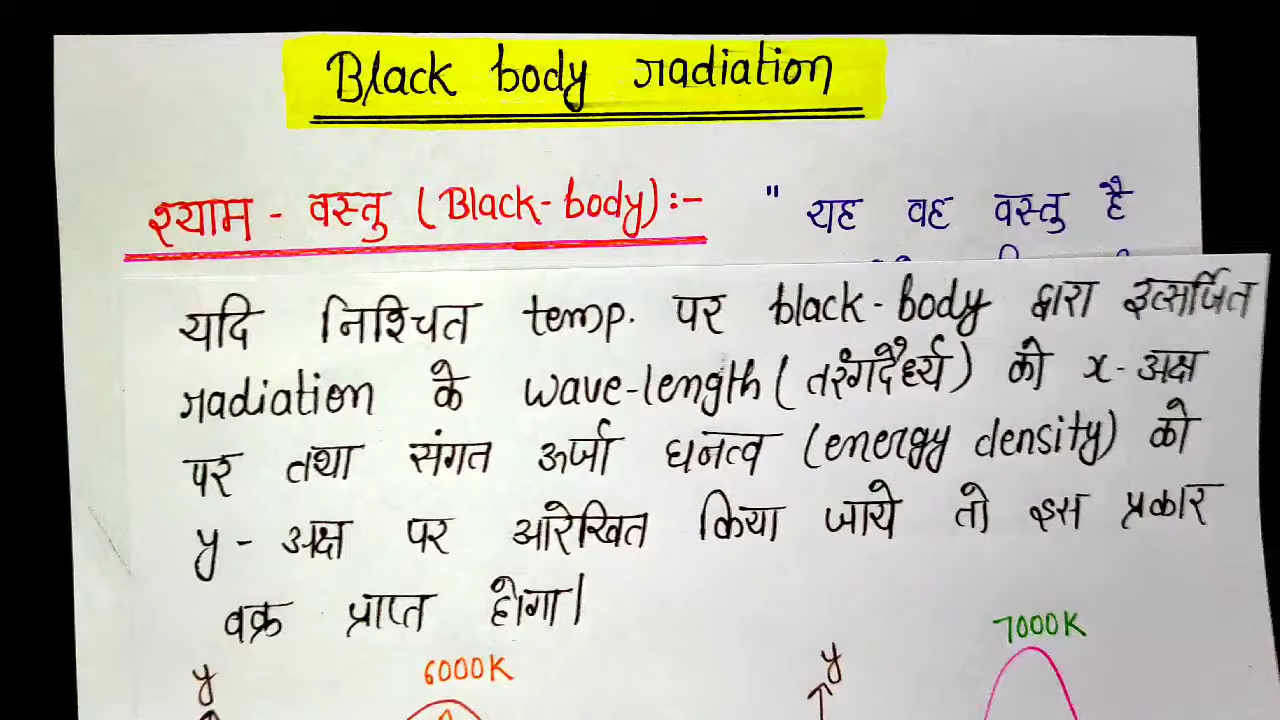 Black body radiation
श्याम - वस्तु (Black-body) :- " यह वह वस्तु है
यदि निश्चित temp. पर black-body द्वारा उत्सर्जित
radiation के wave-length (तरंगदैर्ध्य) को x-अक्ष
पर तथा संगत ऊर्जा घनत्व (energy density) को
y - अक्ष पर आरेखित किया जाये तो इस प्रकार
वक्र प्राप्त होगा।
6000K
7000K
y
y